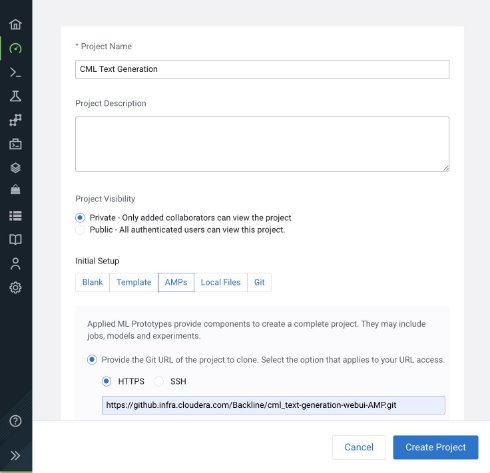 * Project Name
CML Text Generation
Project Description
Project Visibility
Private - Only added collaborators can view the project
Public - All authenticated users can view this project.
Initial Setup
Blank Template AMPs Local Files Git
Applied ML Prototypes provide components to create a complete project. They may include
jobs, models and experiments.
Provide the Git URL of the project to clone. Select the option that applies to your URL access.
HTTPS SSH
https://github.infra.cloudera.com/Backline/cml_text-generation-webui-AMP.git
Cancel Create Project